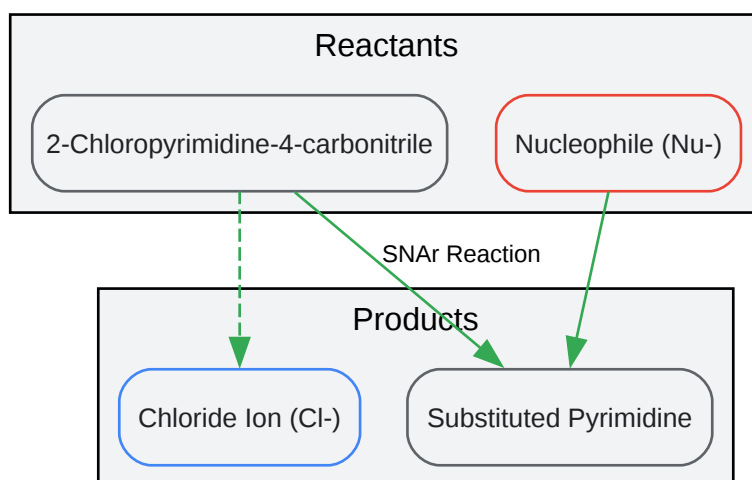 Reactants
2-Chloropyrimidine-4-carbonitrile
Nucleophile (Nu-)
SNAr Reaction
Products
Chloride Ion (Cl-)
Substituted Pyrimidine